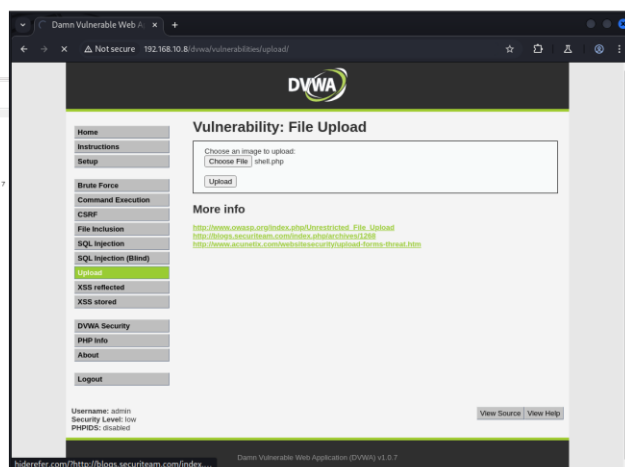 Damn Vulnerable Web A
Not secure 192.168.10.8/dvwa/vulnerabilities/upload/
DVWA
Home
Instructions
Setup
Brute Force
Command Execution
CSRF
File Inclusion
SQL Injection
SQL Injection (Blind)
Upload
XSS reflected
XSS stored
DVWA Security
PHP Info
About
Logout
Vulnerability: File Upload
Choose an image to upload:
Choose File shell.php
Upload
More info
http://www.owasp.org/index.php/Unrestricted_File_Upload
http://blogs.securiteam.com/index.php/archives/1268
http://www.acunetix.com/websitesecurity/upload-forms-threat.htm
Username: admin
Security Level: low
PHPIDS: disabled
View Source View Help
Damn Vulnerable Web Application (DVWA) v1.0.7
hiderefer.com/?http://blogs.securiteam.com/index....